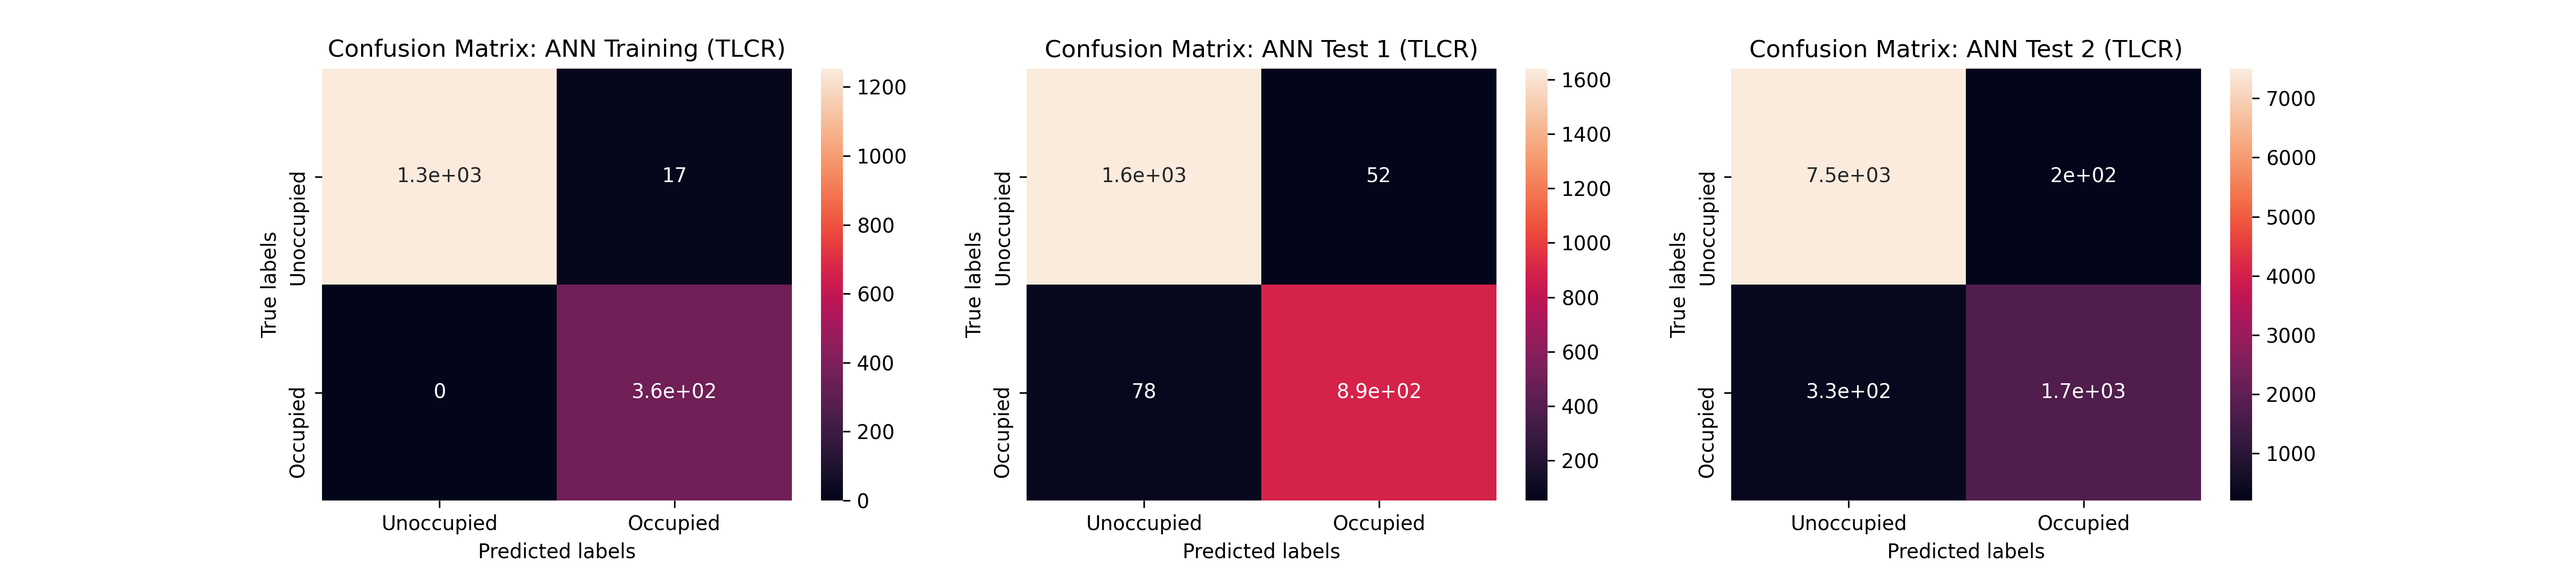 Confusion Matrix: ANN Training (TLCR)
True labels
Unoccupied
Occupied
1.3e+03
17
0
3.6e+02
Unoccupied
Occupied
Predicted labels
1200
1000
800
600
400
200
0
Confusion Matrix: ANN Test 1 (TLCR)
True labels
Unoccupied
Occupied
1.6e+03
52
78
8.9e+02
Unoccupied
Occupied
Predicted labels
1600
1400
1200
1000
800
600
400
200
Confusion Matrix: ANN Test 2 (TLCR)
True labels
Unoccupied
Occupied
7.5e+03
2e+02
3.3e+02
1.7e+03
Unoccupied
Occupied
Predicted labels
7000
6000
5000
4000
3000
2000
1000